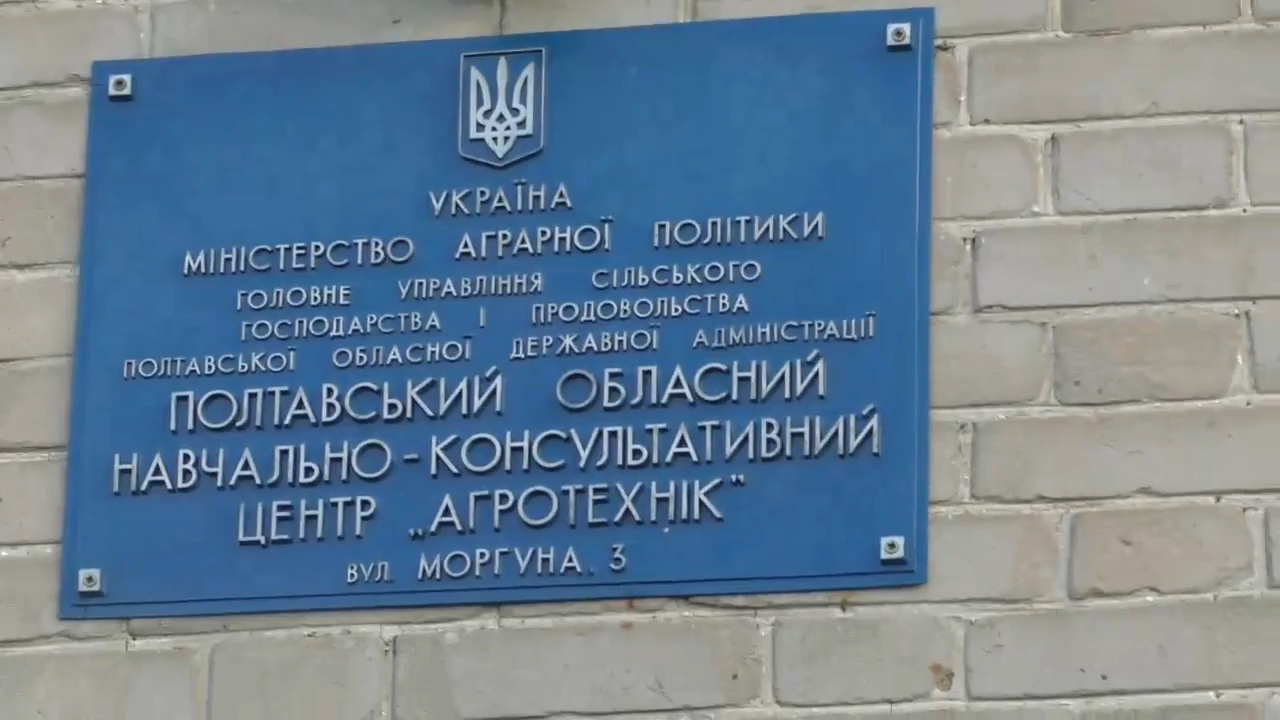 УКРАЇНА
МІНІСТЕРСТВО АГРАРНОЇ ПОЛІТИКИ
ГОЛОВНЕ УПРАВЛІННЯ СІЛЬСЬКОГО
ГОСПОДАРСТВА І ПРОДОВОЛЬСТВА
ПОЛТАВСЬКОЇ ОБЛАСНОЇ ДЕРЖАВНОЇ АДМІНІСТРАЦІЇ
ПОЛТАВСЬКИЙ ОБЛАСНИЙ
НАВЧАЛЬНО-КОНСУЛЬТАТИВНИЙ
ЦЕНТР „АГРОТЕХНІК"
ВУЛ. МОРГУНА, 3